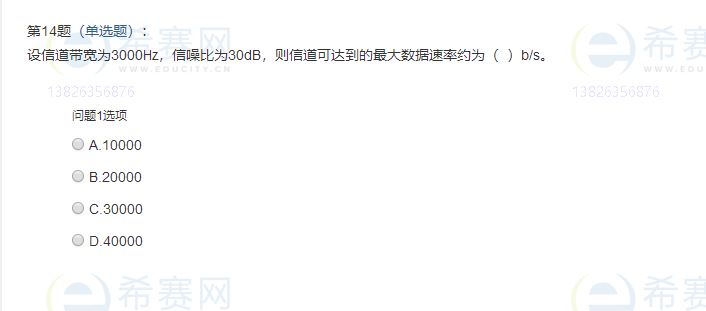 第14题（单选题）：
希赛网
希赛
设信道带宽为3000Hz，信噪比为30dB，则信道可达到的最大数据速率约为（ ）b/s。
WWW.EDUCITY.CN
WWW.EDU
13826356876
13826356876
问题1选项
A.10000
B.20000
C.30000
D.40000
希赛网
希赛